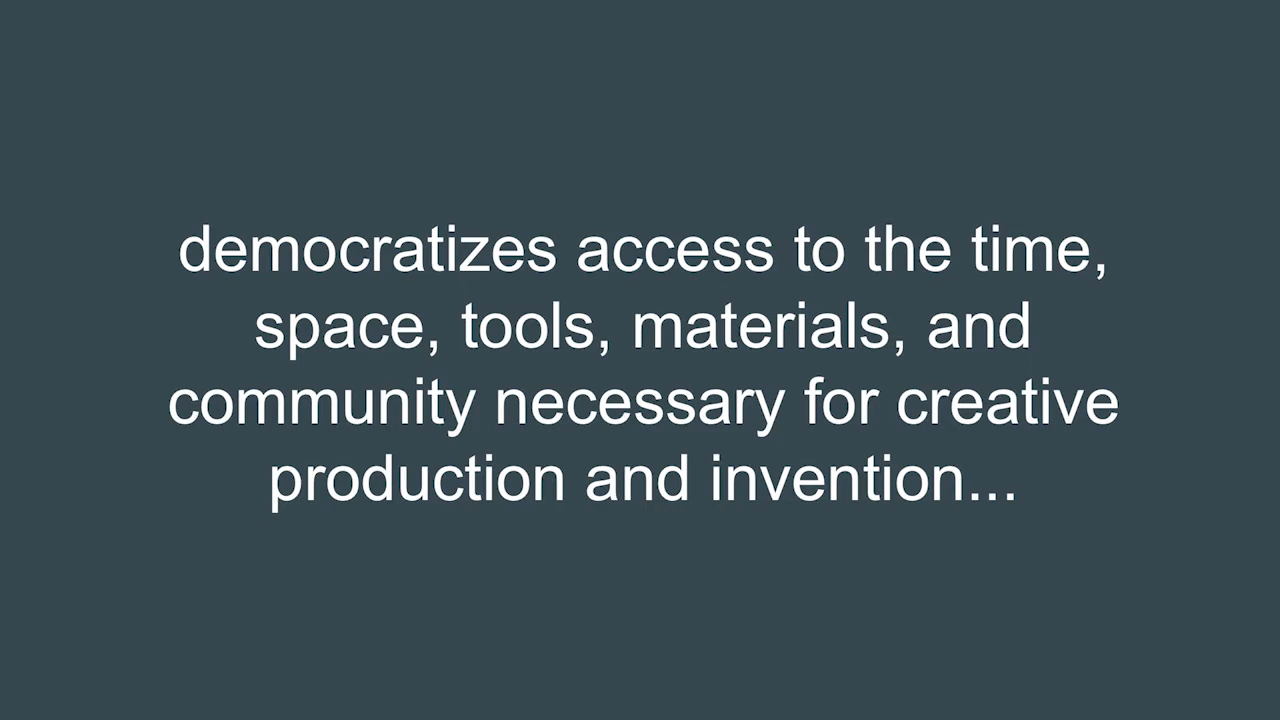 democratizes access to the time,
space, tools, materials, and
community necessary for creative
production and invention...